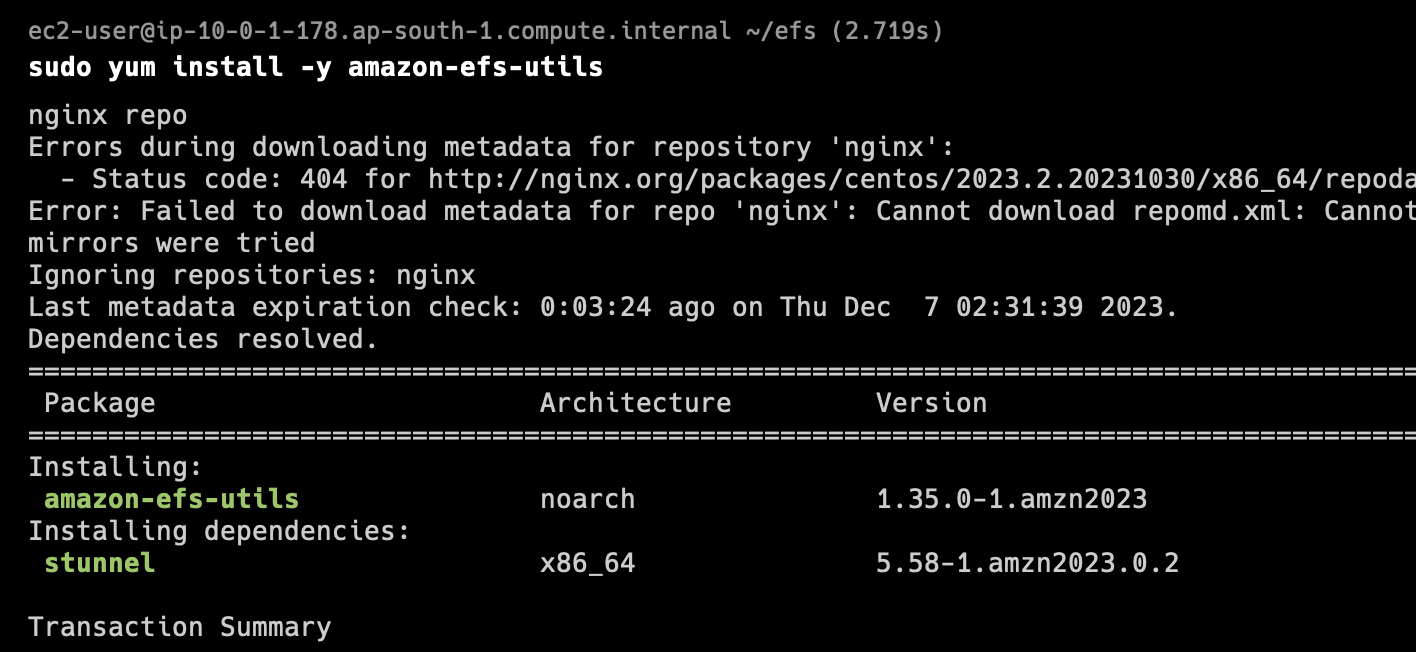 ec2-user@ip-10-0-1-178.ap-south-1.compute.internal ~/efs (2.719s)
sudo yum install -y amazon-efs-utils
nginx repo
Errors during downloading metadata for repository 'nginx':
  - Status code: 404 for http://nginx.org/packages/centos/2023.2.20231030/x86_64/repoda
Error: Failed to download metadata for repo 'nginx': Cannot download repomd.xml: Cannot
mirrors were tried
Ignoring repositories: nginx
Last metadata expiration check: 0:03:24 ago on Thu Dec  7 02:31:39 2023.
Dependencies resolved.
================================================================================
Package Architecture Version
================================================================================
Installing:
amazon-efs-utils noarch 1.35.0-1.amzn2023
Installing dependencies:
stunnel x86_64 5.58-1.amzn2023.0.2
Transaction Summary